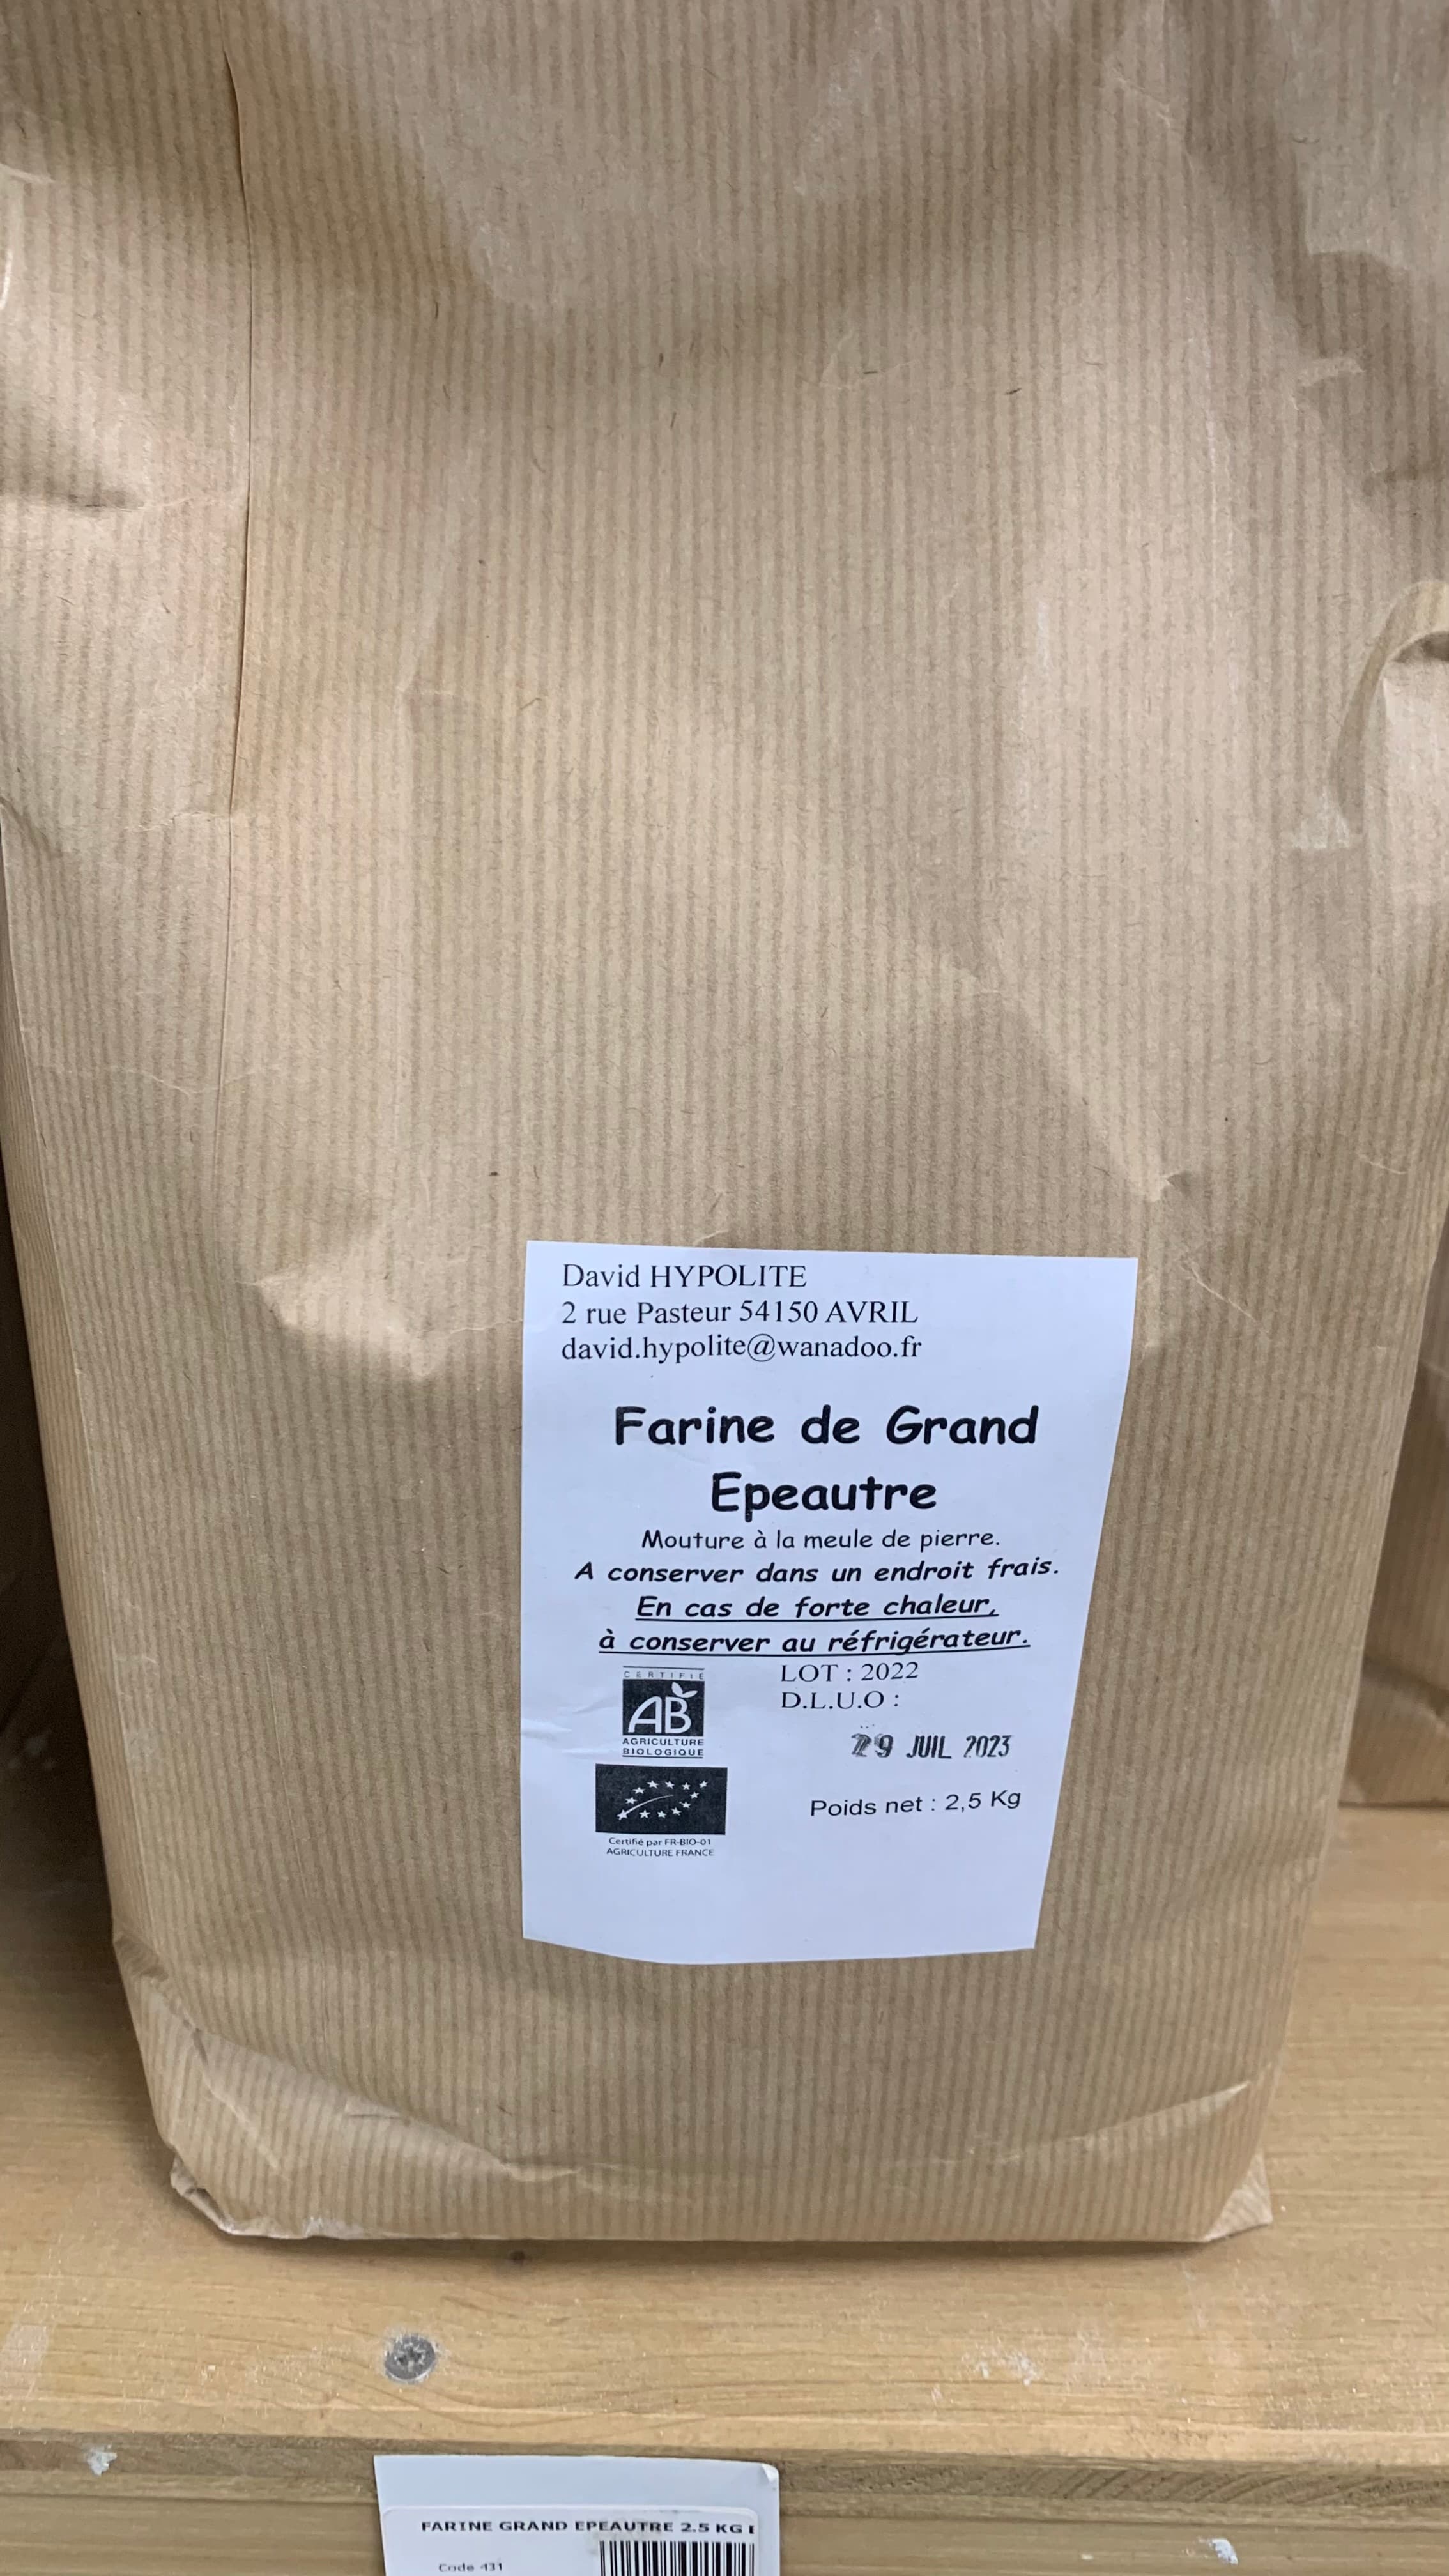 David HYPOLITE
2 rue Pasteur 54150 AVRIL
david.hypolite@wanadoo.fr
Farine de Grand
Epeautre
Mouture à la meule de pierre.
A conserver dans un endroit frais.
En cas de forte chaleur,
à conserver au réfrigérateur.
CERTIFIE
AB
AGRICULTURE
BIOLOGIQUE
LOT : 2022
D.L.U.O :
29 JUIL 2023
Poids net : 2,5 Kg
Certifié par FR-BIO-01
AGRICULTURE FRANCE
FARINE GRAND EPEAUTRE 2.5 KG
Code 431